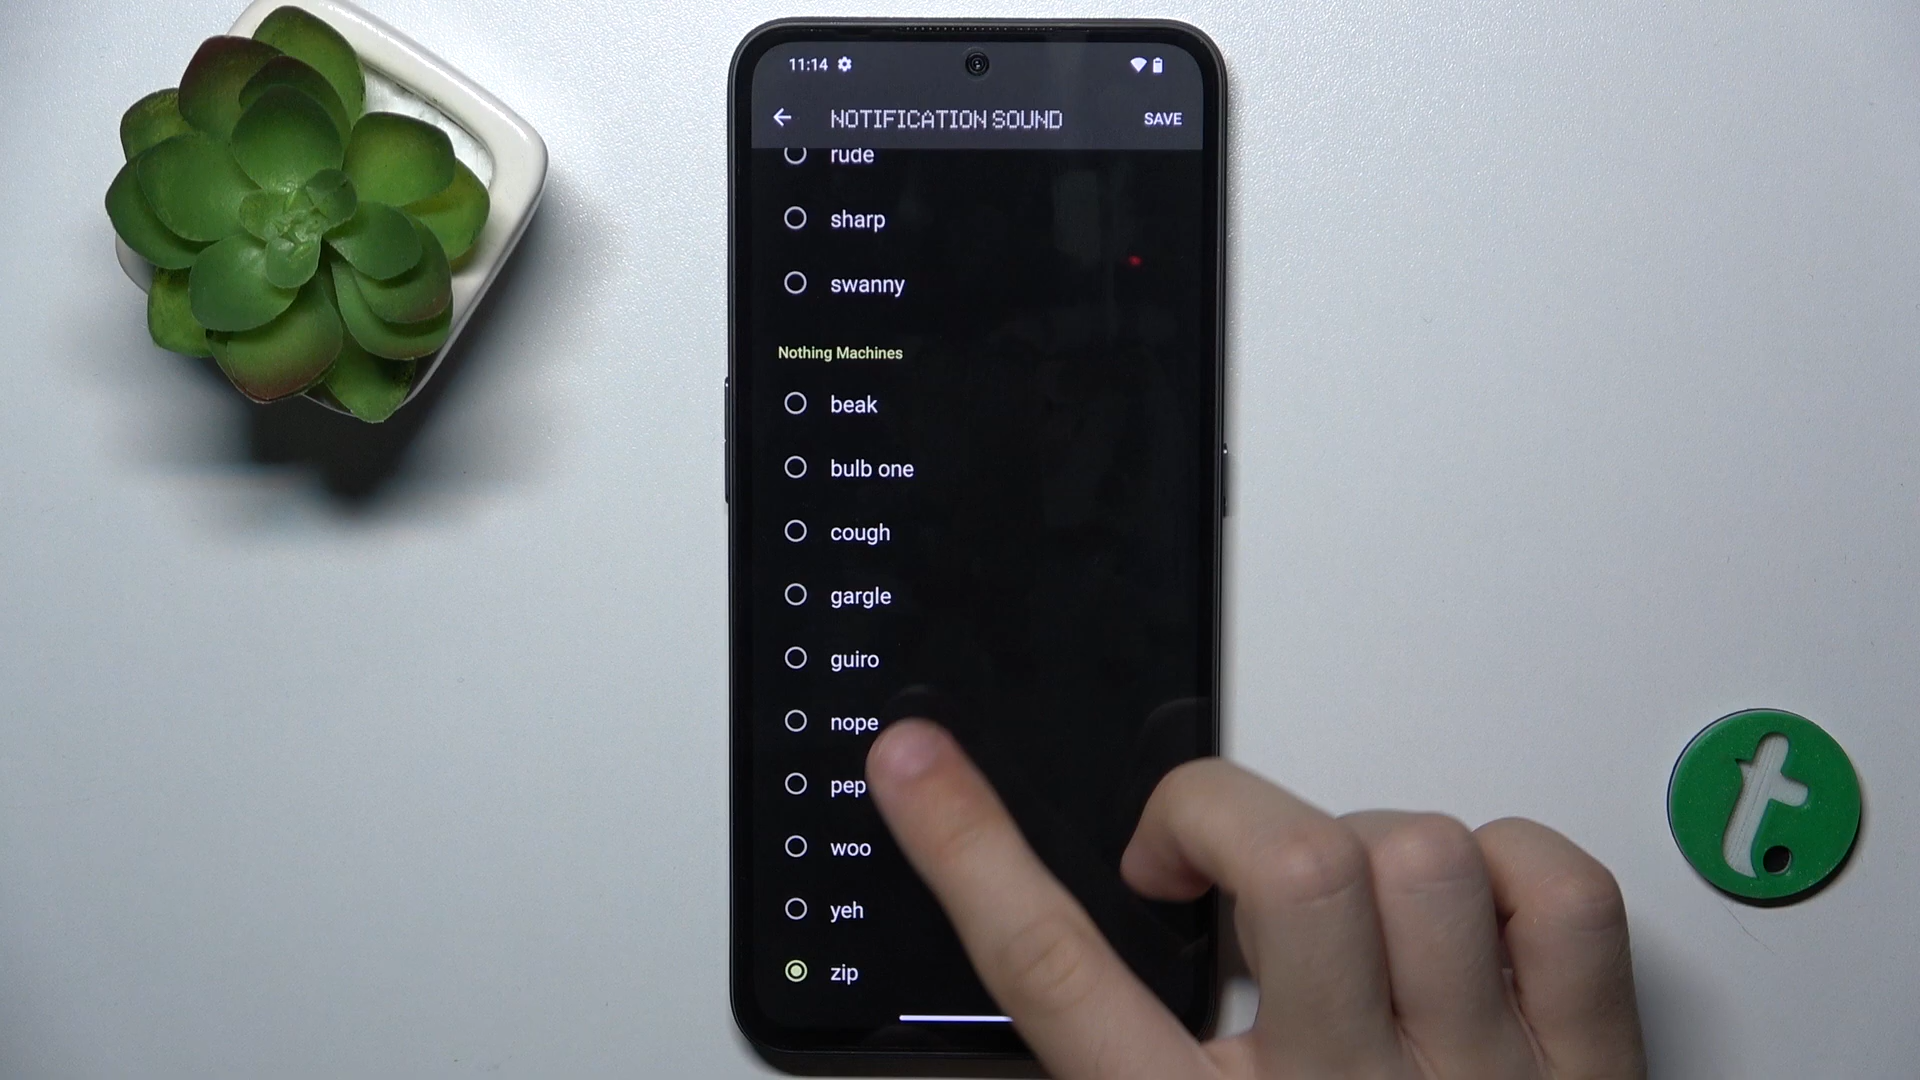 11:14
NOTIFICATION SOUND
SAVE
rude
sharp
swanny
Nothing Machines
beak
bulb one
cough
gargle
guiro
nope
pep
woo
yeh
zip
t.